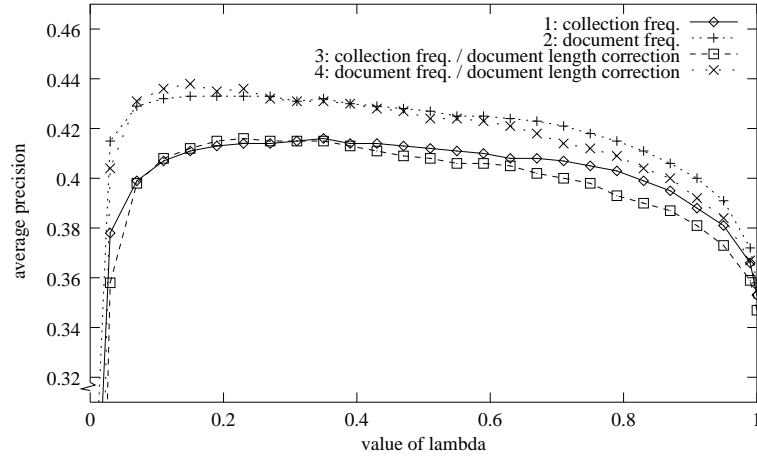 0.46
0.44
0.42
0.4
0.38
0.36
0.34
0.32
average precision
1: collection freq.
2: document freq.
3: collection freq. / document length correction
4: document freq. / document length correction
0 0.2 0.4 0.6 0.8 1
value of lambda